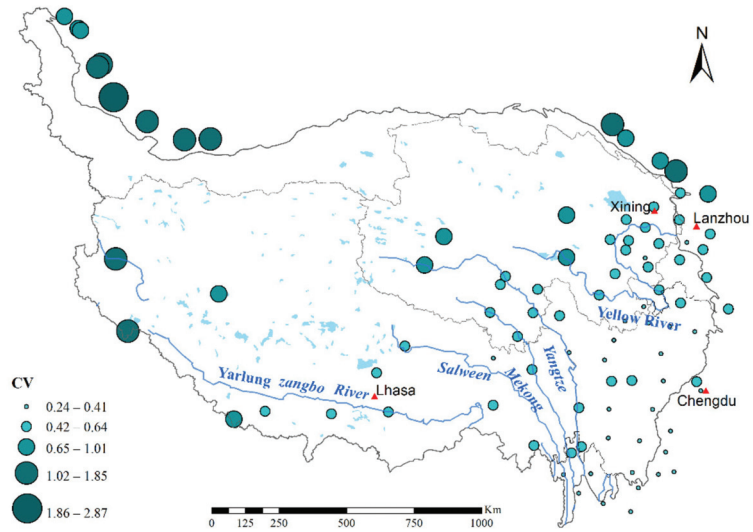 N
Xining
Lanzhou
Yellow River
Yangtze
Mekong
Salween
Yarlung zangbo River
Lhasa
Chengdu
CV
0.24 – 0.41
0.42 – 0.64
0.65 – 1.01
1.02 – 1.85
1.86 – 2.87
Km
0 125 250 500 750 1000